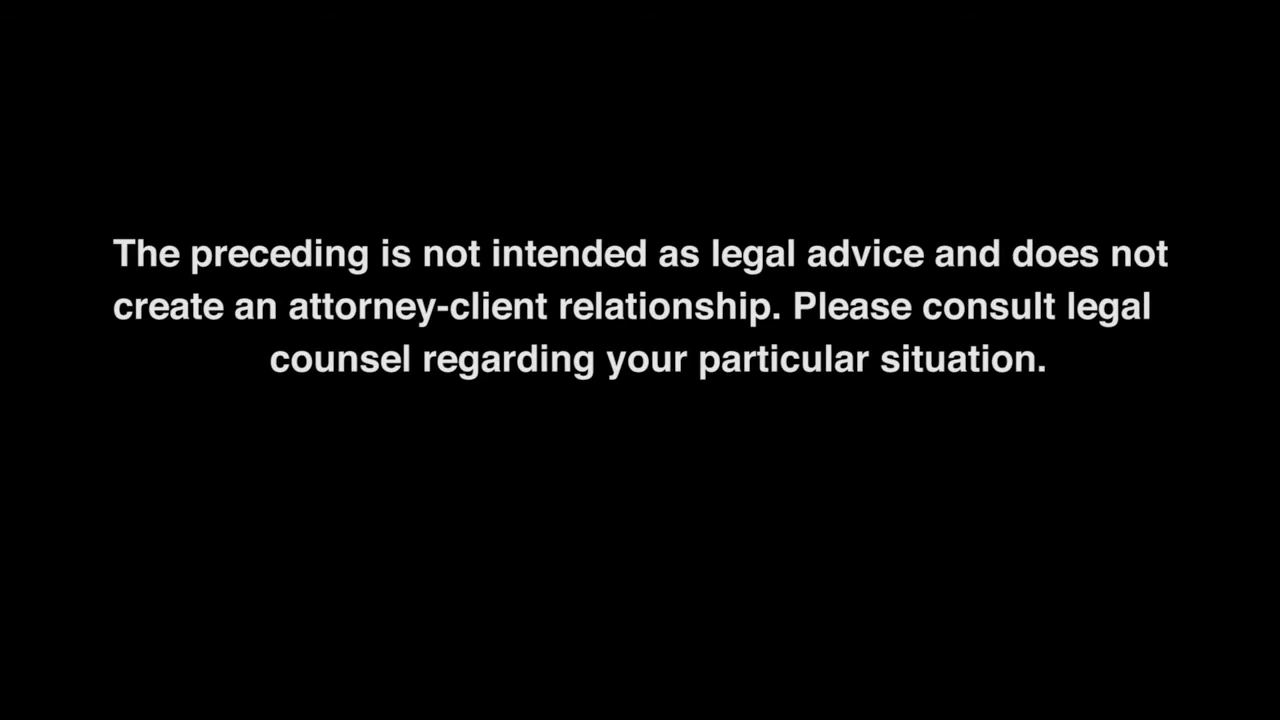 The preceding is not intended as legal advice and does not
create an attorney-client relationship. Please consult legal
counsel regarding your particular situation.